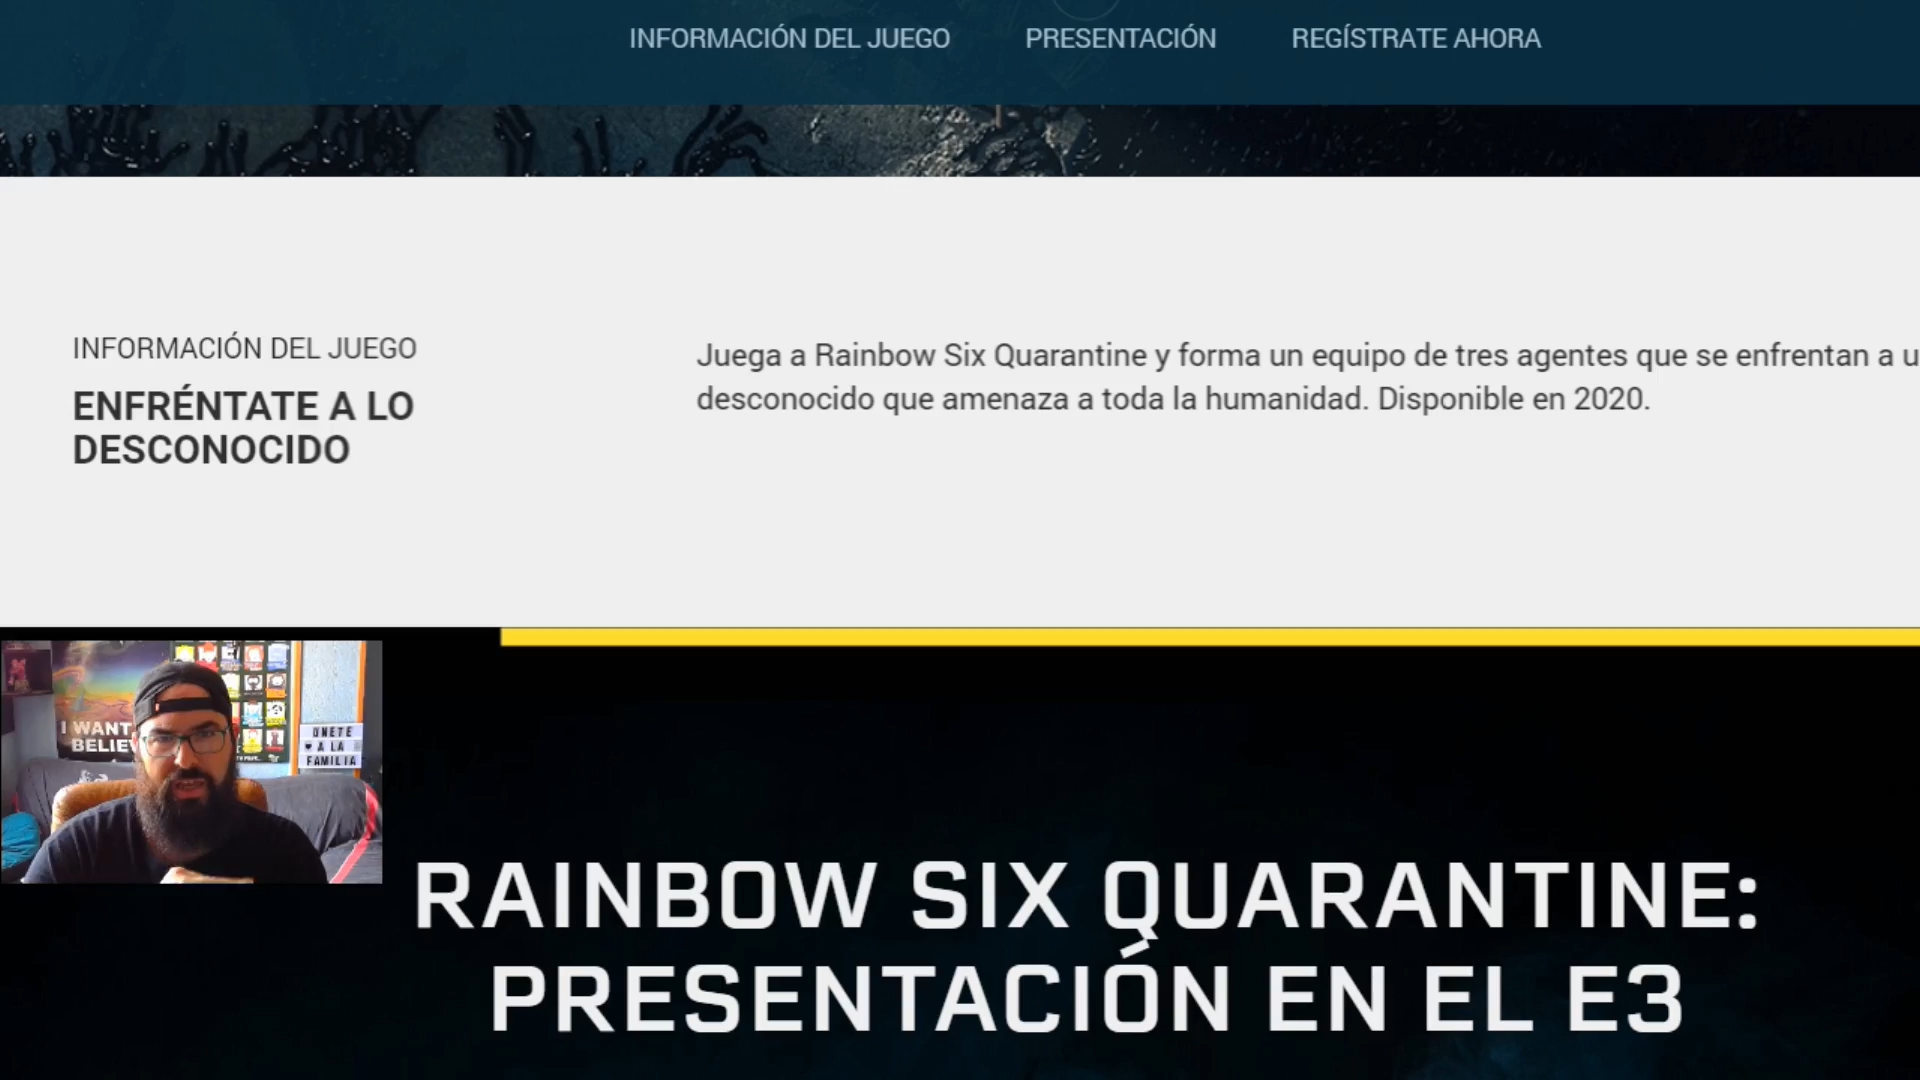 INFORMACIÓN DEL JUEGO PRESENTACIÓN REGÍSTRATE AHORA
INFORMACIÓN DEL JUEGO
ENFRÉNTATE A LO
DESCONOCIDO
Juega a Rainbow Six Quarantine y forma un equipo de tres agentes que se enfrentan a
desconocido que amenaza a toda la humanidad. Disponible en 2020.
I WANT
ÚNETE
A LA
FAMILIA
RAINBOW SIX QUARANTINE:
PRESENTACIÓN EN EL E3